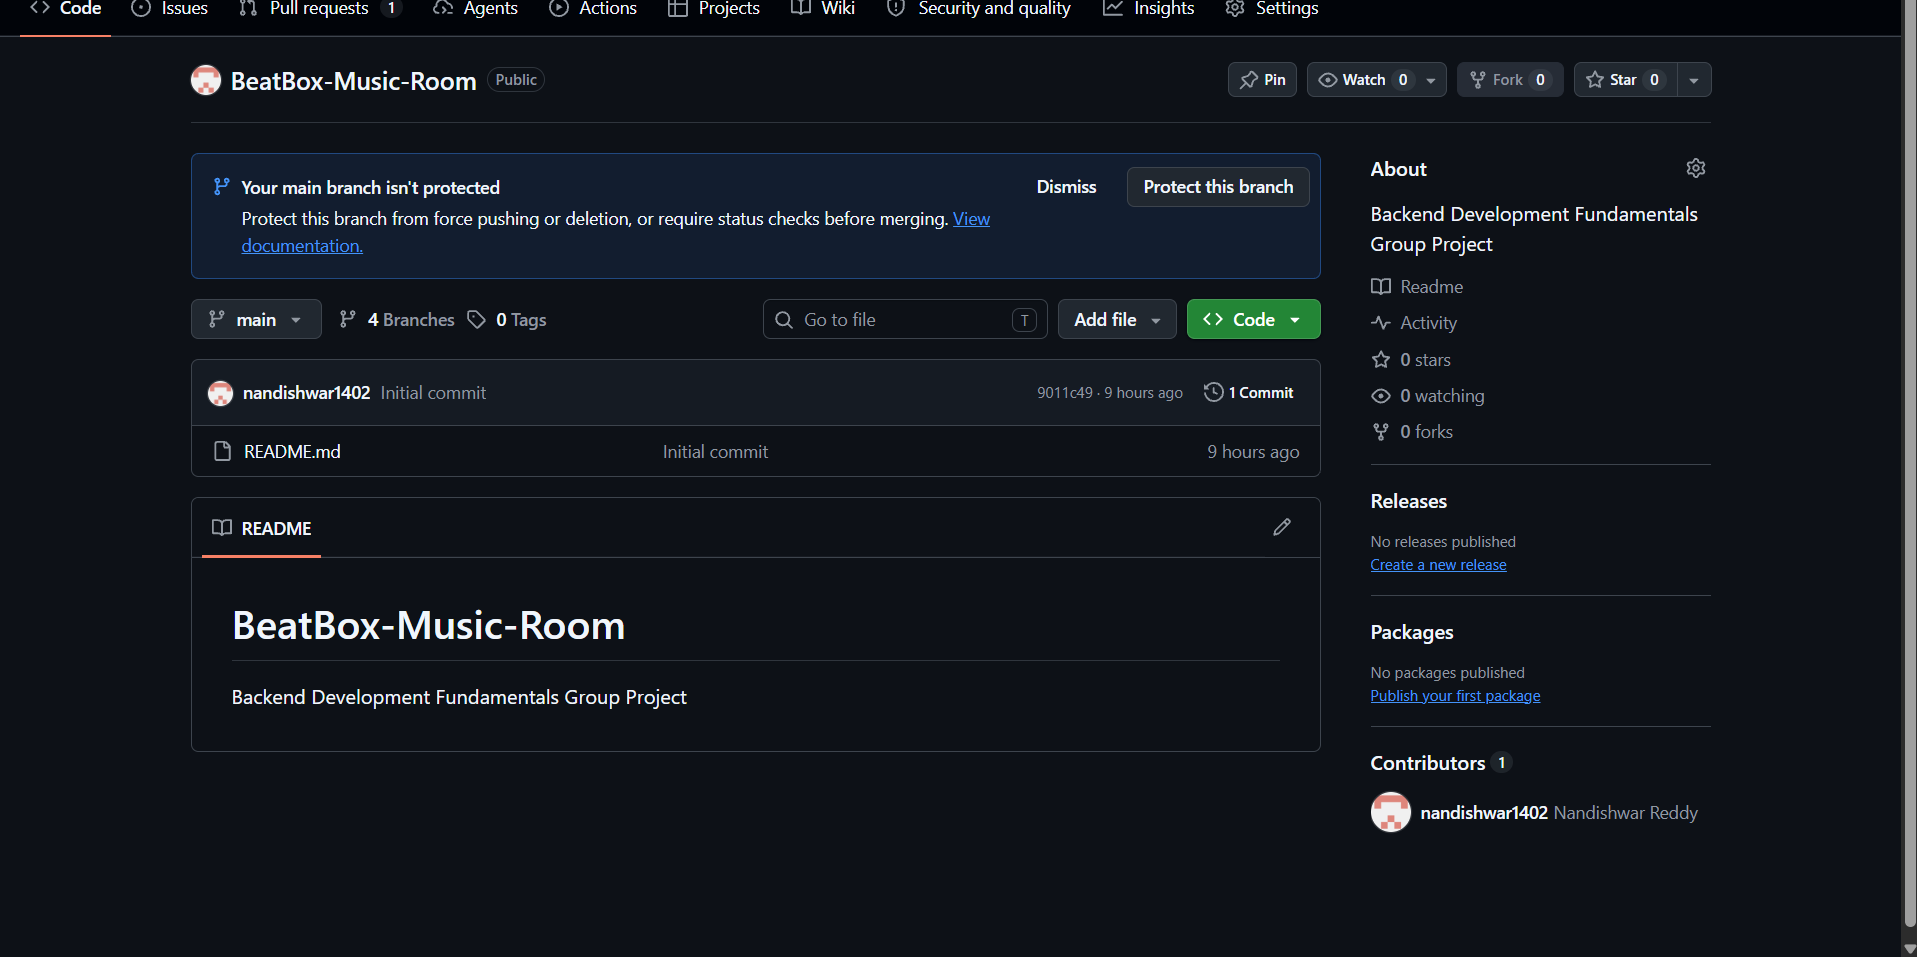 Code Issues Pull requests 1 Agents Actions Projects Wiki Security and quality Insights Settings
BeatBox-Music-Room Public Pin Watch 0 Fork 0 Star 0
Your main branch isn't protected Dismiss Protect this branch
Protect this branch from force pushing or deletion, or require status checks before merging. View
documentation.
main 4 Branches 0 Tags Go to file T Add file Code
nandishwar1402 Initial commit 9011c49 · 9 hours ago 1 Commit
README.md Initial commit 9 hours ago
README
BeatBox-Music-Room
Backend Development Fundamentals Group Project
About
Backend Development Fundamentals
Group Project
Readme
Activity
0 stars
0 watching
0 forks
Releases
No releases published
Create a new release
Packages
No packages published
Publish your first package
Contributors 1
nandishwar1402 Nandishwar Reddy